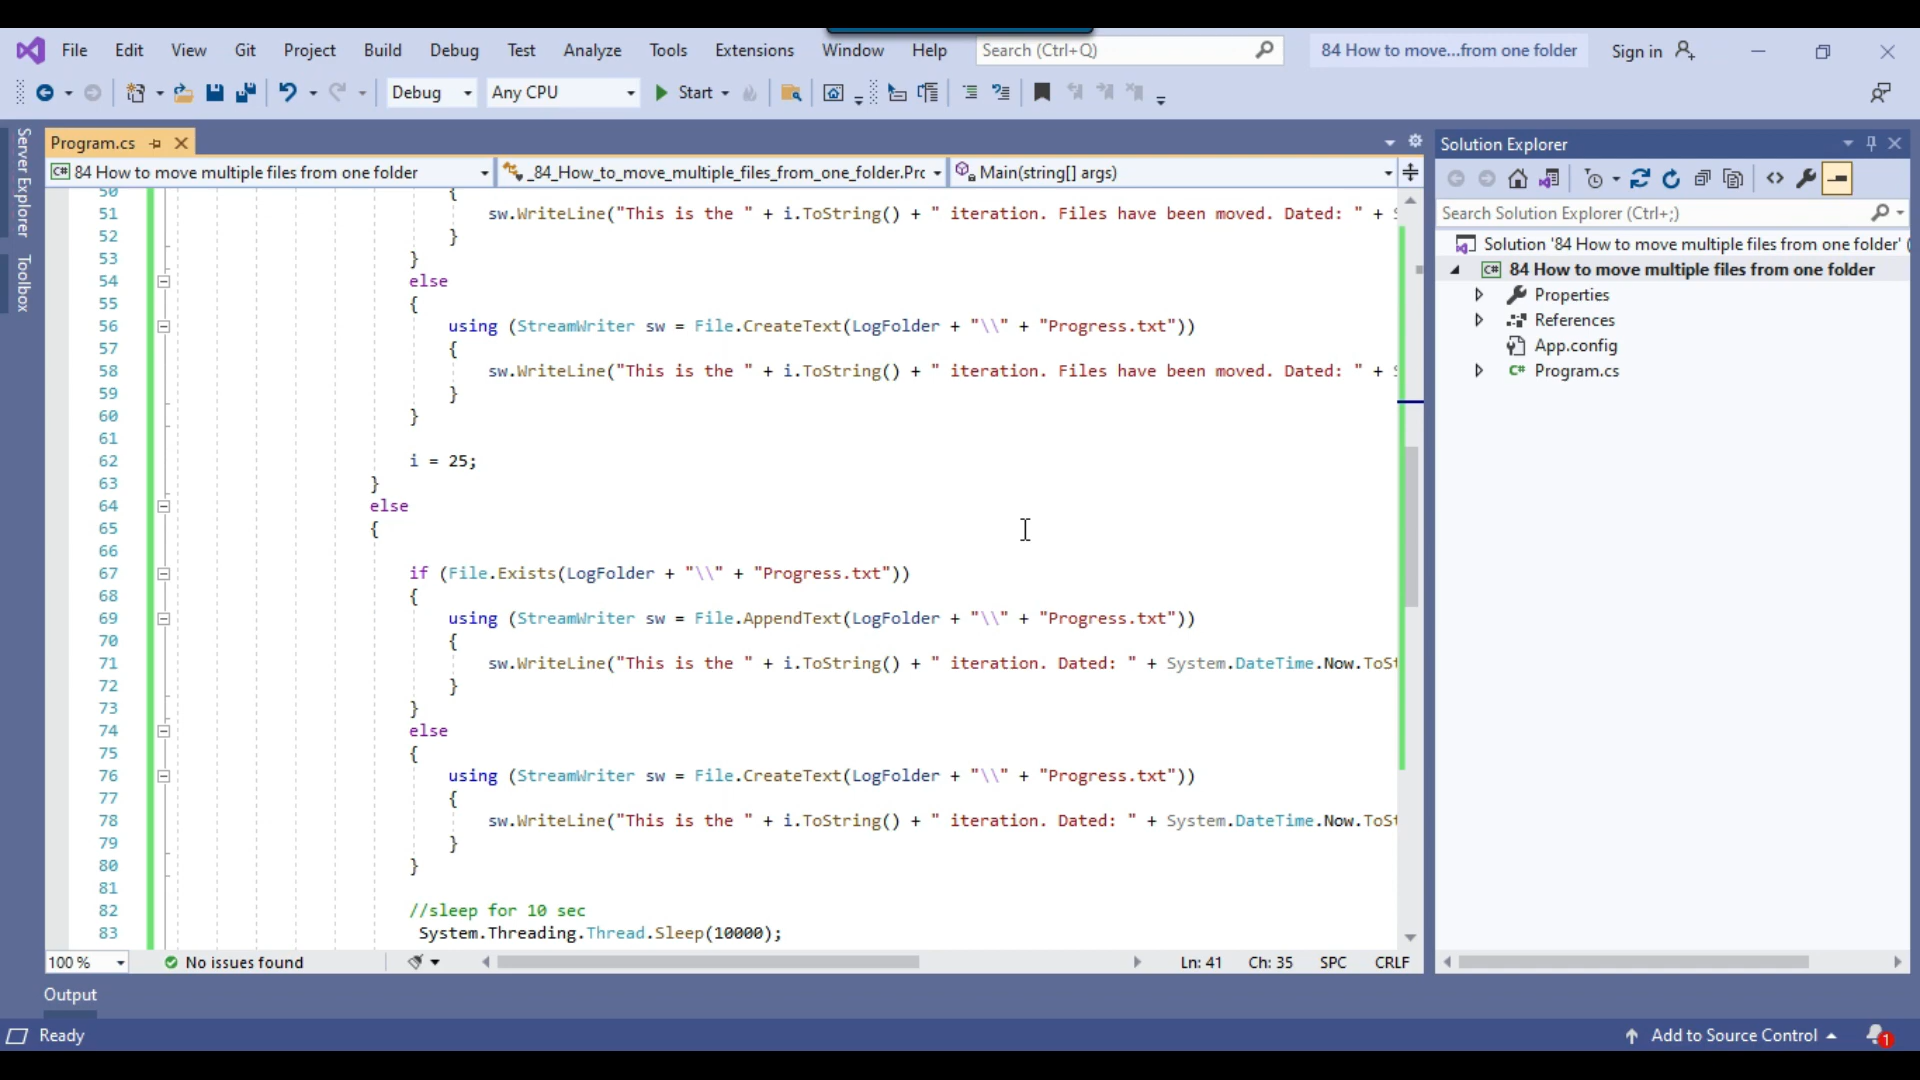 File Edit View Git Project Build Debug Test Analyze Tools Extensions Window Help Search (Ctrl+Q) 84 How to move...from one folder Sign in
Debug Any CPU Start
Server Explorer
Toolbox
Program.cs
84 How to move multiple files from one folder _84_How_to_move_multiple_files_from_one_folder.Prc Main(string[] args)
50 {
51 sw.WriteLine("This is the " + i.ToString() + " iteration. Files have been moved. Dated: " +
52 }
53 }
54 else
55 {
56 using (StreamWriter sw = File.CreateText(LogFolder + "\\" + "Progress.txt"))
57 {
58 sw.WriteLine("This is the " + i.ToString() + " iteration. Files have been moved. Dated: " +
59 }
60 }
61
62 i = 25;
63 }
64 else
65 {
66
67 if (File.Exists(LogFolder + "\\" + "Progress.txt"))
68 {
69 using (StreamWriter sw = File.AppendText(LogFolder + "\\" + "Progress.txt"))
70 {
71 sw.WriteLine("This is the " + i.ToString() + " iteration. Dated: " + System.DateTime.Now.ToSt
72 }
73 }
74 else
75 {
76 using (StreamWriter sw = File.CreateText(LogFolder + "\\" + "Progress.txt"))
77 {
78 sw.WriteLine("This is the " + i.ToString() + " iteration. Dated: " + System.DateTime.Now.ToSt
79 }
80 }
81
82 //sleep for 10 sec
83 System.Threading.Thread.Sleep(10000);
100 % No issues found Ln: 41 Ch: 35 SPC CRLF
Solution Explorer
Search Solution Explorer (Ctrl+;)
Solution '84 How to move multiple files from one folder' (
C# 84 How to move multiple files from one folder
Properties
References
App.config
C# Program.cs
Output
Ready Add to Source Control 1